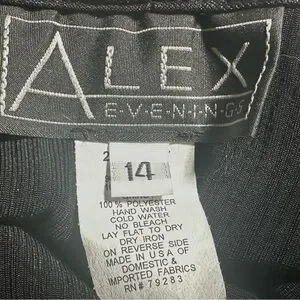 ALEX
E·V·E·N·I·N·G·S
2
14
100% POLYESTER
HAND WASH
COLD WATER
NO BLEACH
LAY FLAT TO DRY
DRY IRON
ON REVERSE SIDE
MADE IN U S A OF
DOMESTIC &
IMPORTED FABRICS
RN# 79283